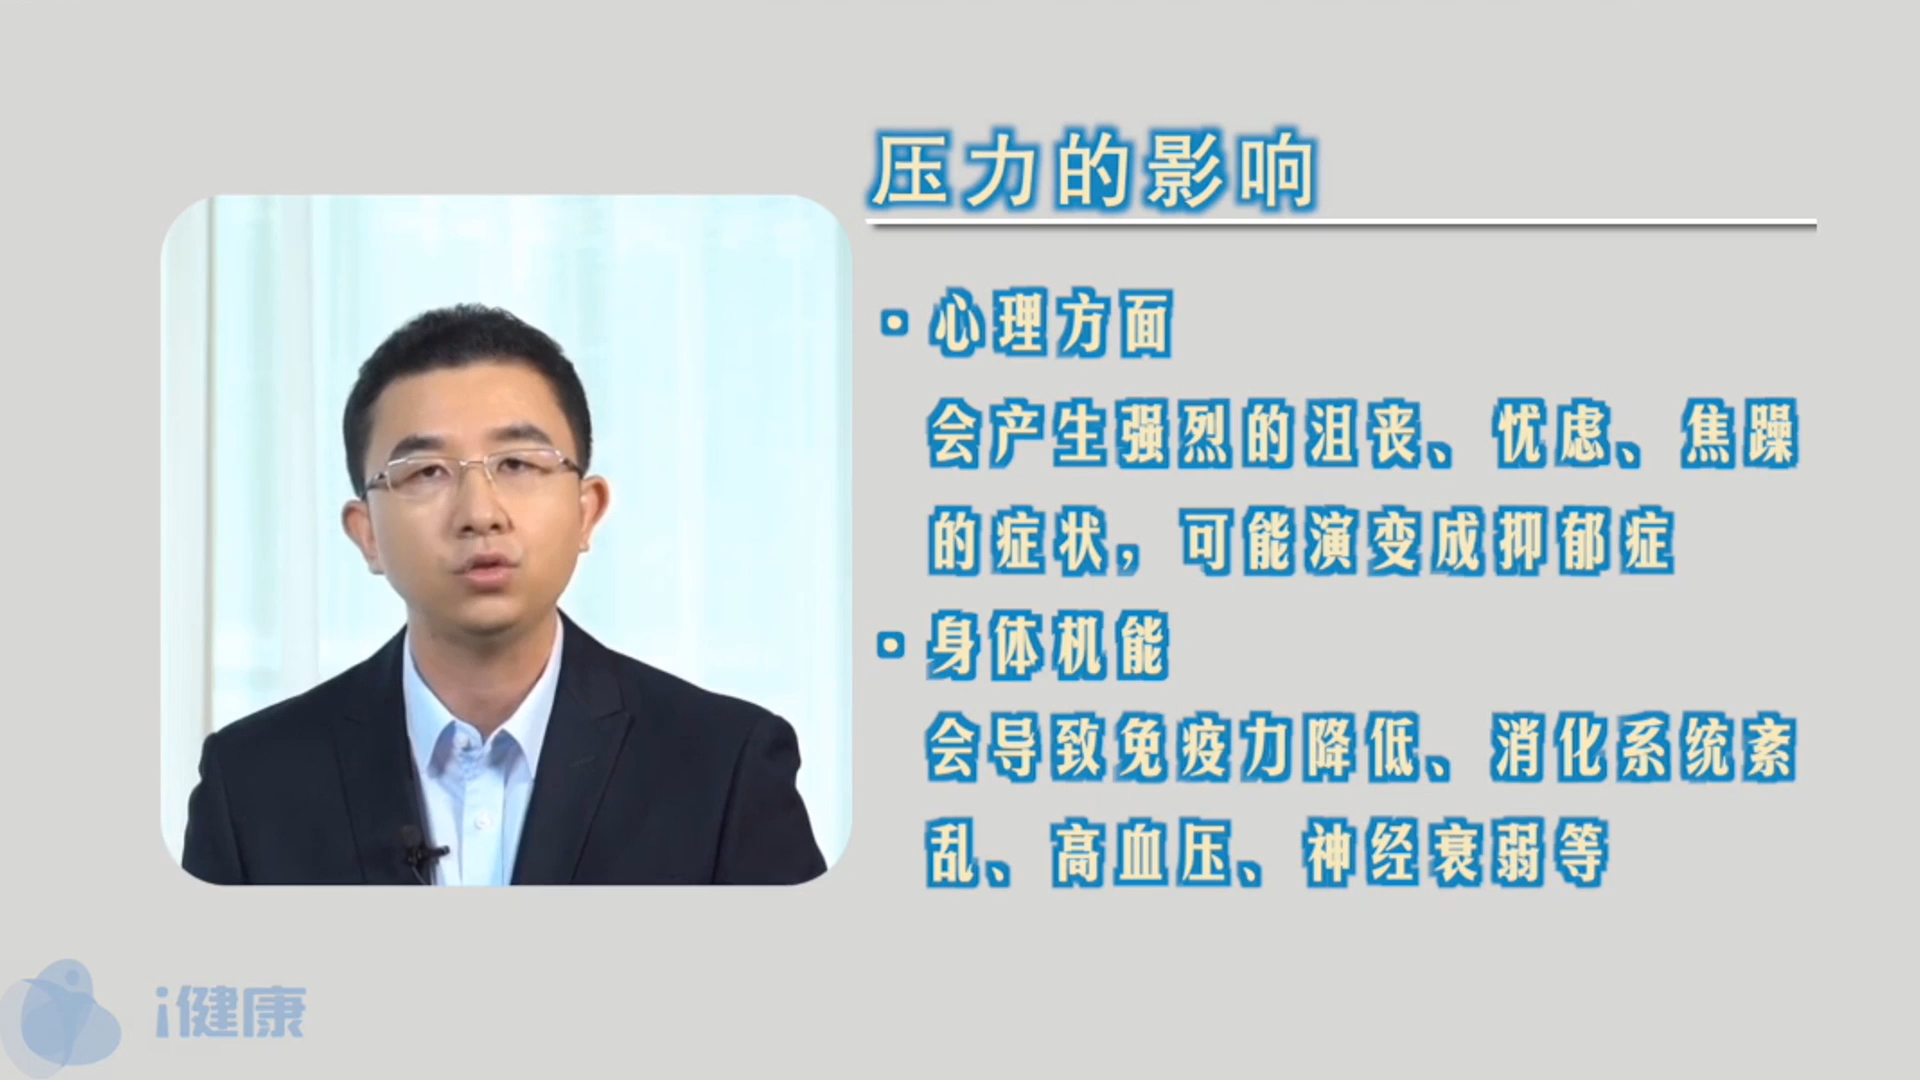 压力的影响
· 心理方面
会产生强烈的沮丧、忧虑、焦躁
的症状，可能演变成抑郁症
· 身体机能
会导致免疫力降低、消化系统紊
乱、高血压、神经衰弱等
i健康